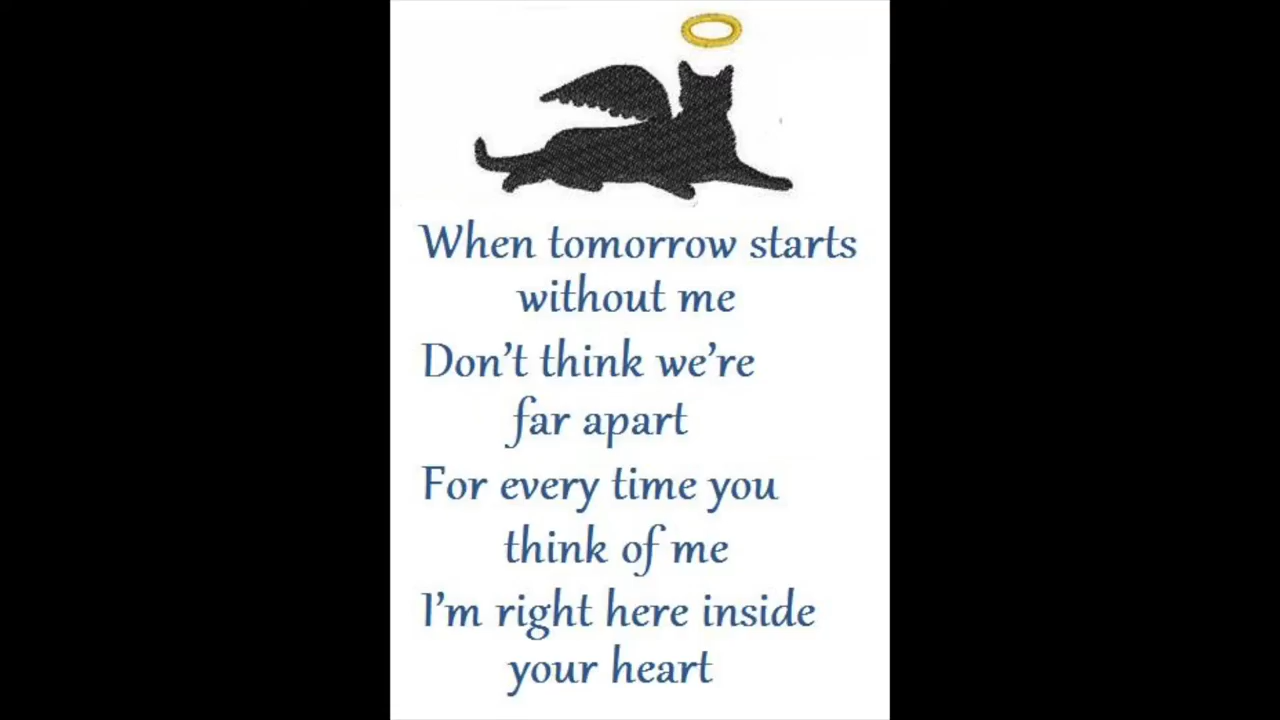 When tomorrow starts
without me
Don't think we're
far apart
For every time you
think of me
I'm right here inside
your heart